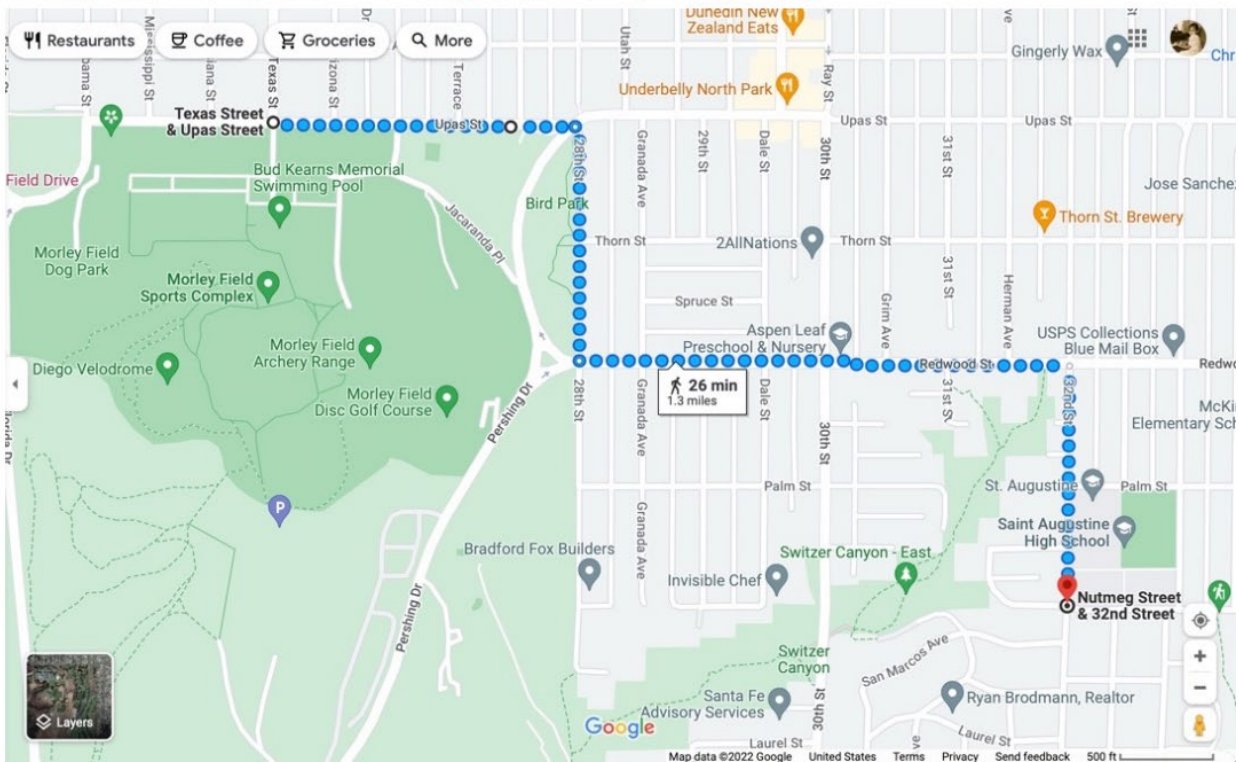 Restaurants
Coffee
Groceries
More
Dr
Mississippi St
Texas St
Terrace
Utah St
Ray St
Dunedin New
Zealand Eats
Gingerly Wax
Chr
Underbelly North Park
Texas Street
& Upas Street
Upas St
Upas St
Upas St
Field Drive
Bud Kearns Memorial
Swimming Pool
28th St
Granada Ave
29th St
Dale St
30th St
31st St
Jose Sanchez
Bird Park
Jacaranda Pl
Thorn St. Brewery
Morley Field
Dog Park
Thorn St
2AllNations
Thorn St
Morley Field
Sports Complex
Spruce St
Grim Ave
31st St
Herman Ave
Aspen Leaf
Preschool & Nursery
USPS Collections
Blue Mail Box
Morley Field
Archery Range
Diego Velodrome
Redwood St
Redwo
26 min
1.3 miles
Morley Field
Disc Golf Course
Pershing Dr
28th St
Granada Ave
Dale St
30th St
31st St
32nd St
McKi
Elementary Sch
Palm St
St. Augustine
Palm St
P
Saint Augustine
High School
Bradford Fox Builders
Granada Ave
Switzer Canyon - East
Invisible Chef
Pershing Dr
Nutmeg Street
& 32nd Street
Switzer
Canyon
San Marcos Ave
Santa Fe
Advisory Services
30th St
Ryan Brodmann, Realtor
Layers
Google
Laurel St
Laurel St
Map data ©2022 Google United States Terms Privacy Send feedback 500 ft